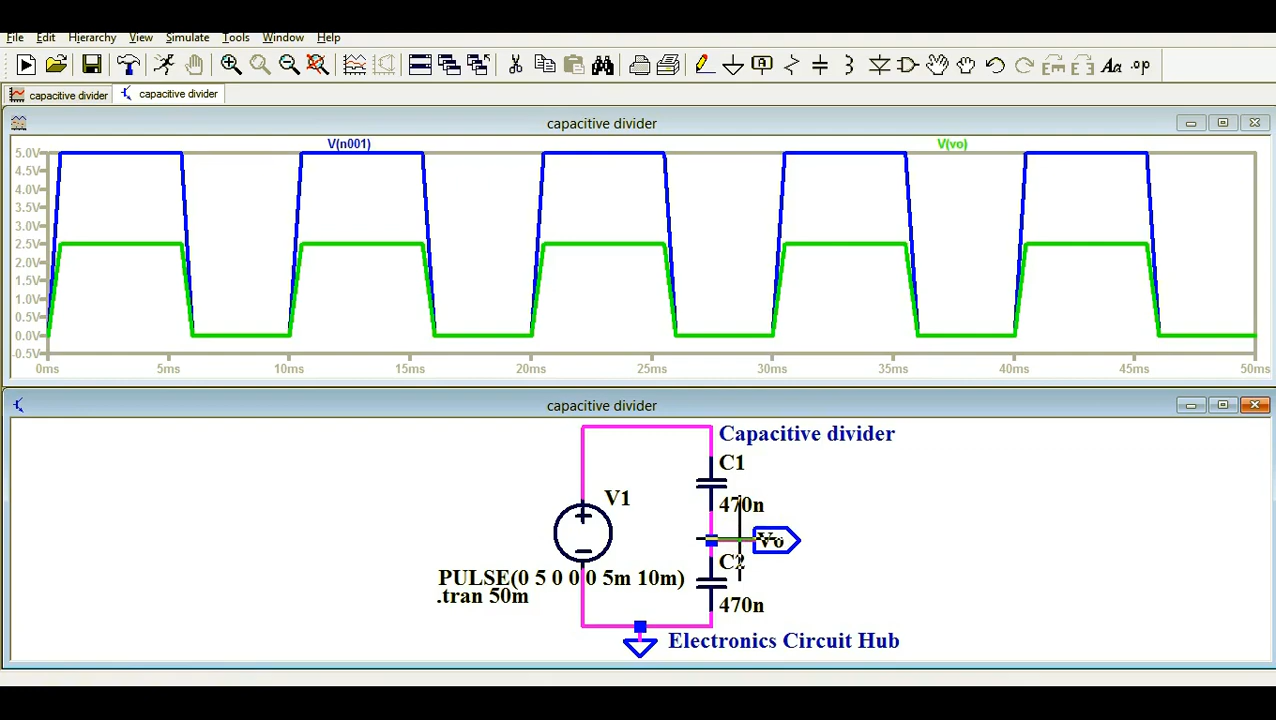 File Edit Hierarchy View Simulate Tools Window Help
Aa .op
capacitive divider capacitive divider
capacitive divider
V(n001) V(vo)
5.0V
4.5V
4.0V
3.5V
3.0V
2.5V
2.0V
1.5V
1.0V
0.5V
0.0V
-0.5V
0ms 5ms 10ms 15ms 20ms 25ms 30ms 35ms 40ms 45ms 50ms
capacitive divider
Capacitive divider
C1
V1
470n
Vo
C2
PULSE(0 5 0 0 0 5m 10m)
.tran 50m
470n
Electronics Circuit Hub